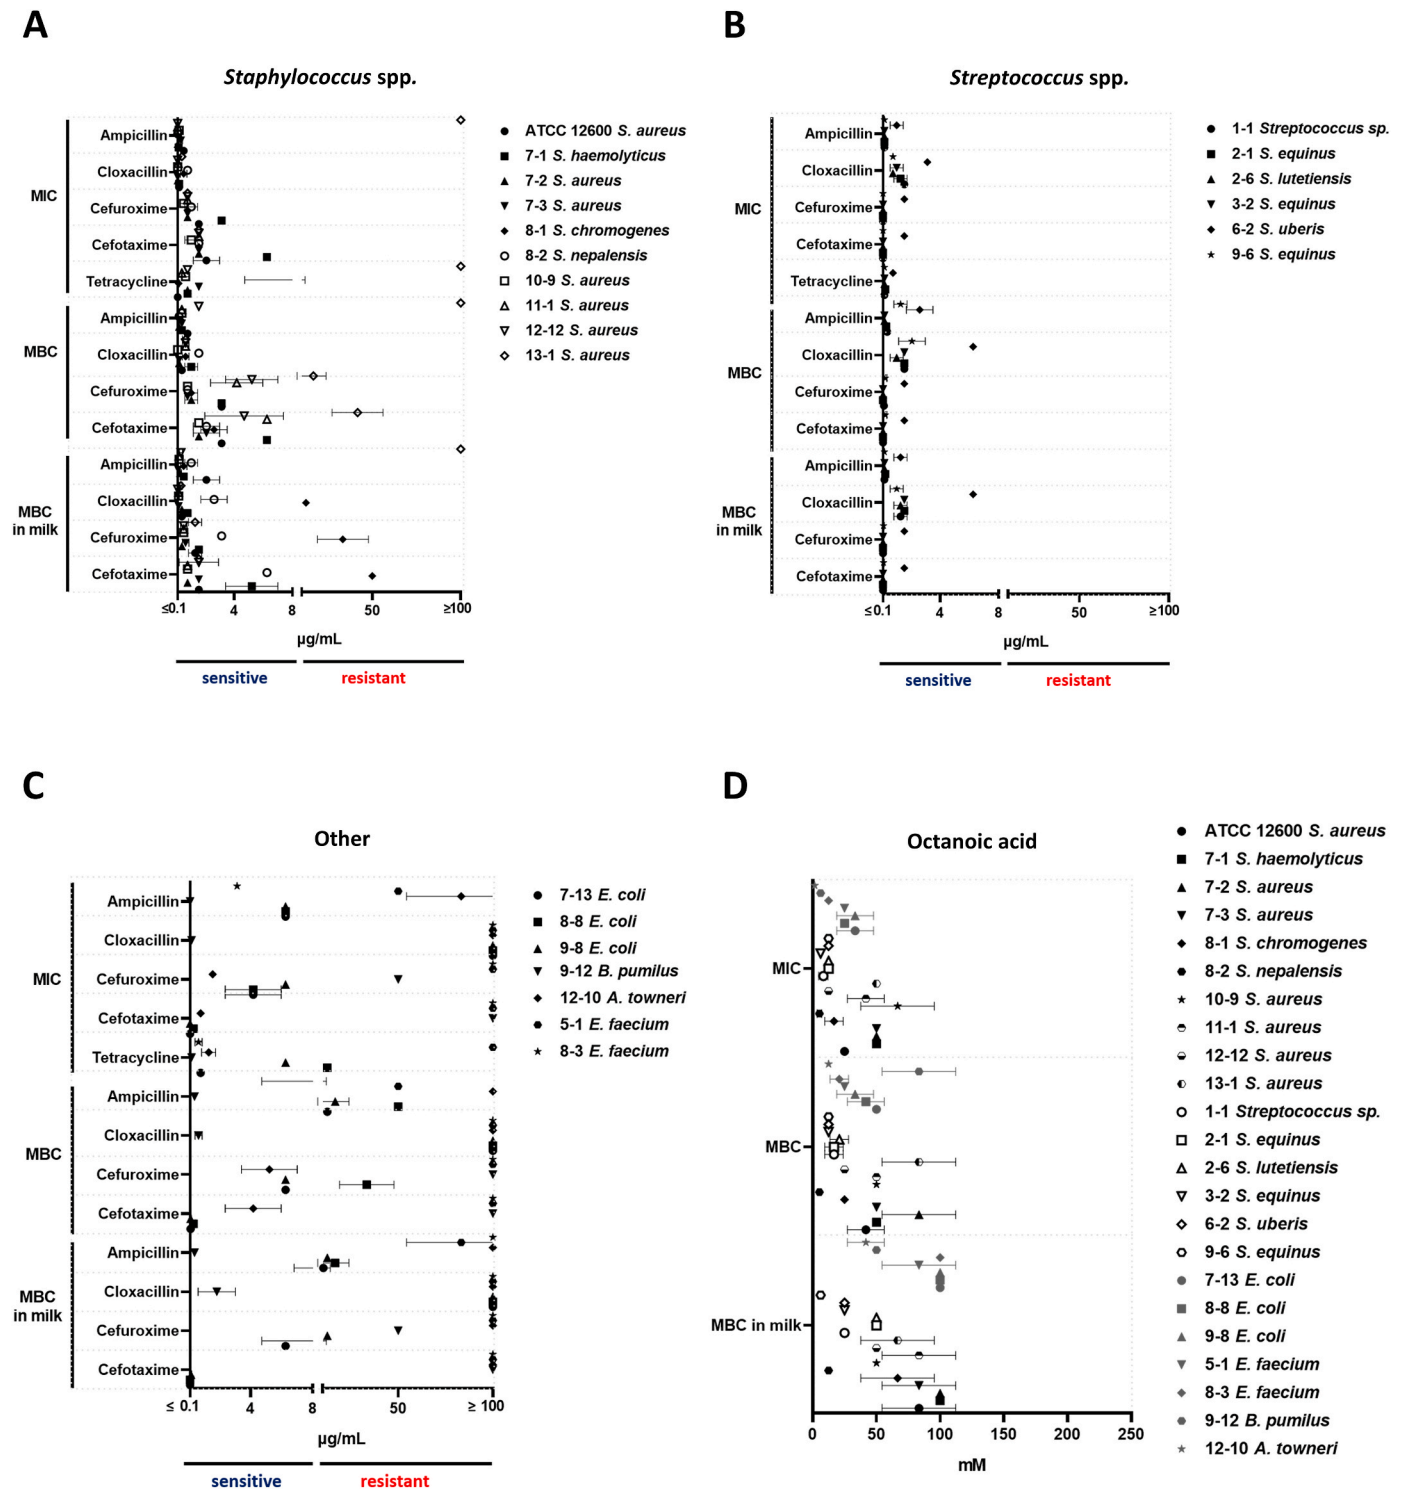 A
Staphylococcus spp.
MIC
Ampicillin
Cloxacillin
Cefuroxime
Cefotaxime
Tetracycline
MBC
Ampicillin
Cloxacillin
Cefuroxime
Cefotaxime
MBC
in milk
Ampicillin
Cloxacillin
Cefuroxime
Cefotaxime
≤0.1 4 8 50 ≥100
µg/mL
sensitive resistant
ATCC 12600 S. aureus
7-1 S. haemolyticus
7-2 S. aureus
7-3 S. aureus
8-1 S. chromogenes
8-2 S. nepalensis
10-9 S. aureus
11-1 S. aureus
12-12 S. aureus
13-1 S. aureus
B
Streptococcus spp.
MIC
Ampicillin
Cloxacillin
Cefuroxime
Cefotaxime
Tetracycline
MBC
Ampicillin
Cloxacillin
Cefuroxime
Cefotaxime
MBC
in milk
Ampicillin
Cloxacillin
Cefuroxime
Cefotaxime
≤0.1 4 8 50 ≥100
µg/mL
sensitive resistant
1-1 Streptococcus sp.
2-1 S. equinus
2-6 S. lutetiensis
3-2 S. equinus
6-2 S. uberis
9-6 S. equinus
C
Other
MIC
Ampicillin
Cloxacillin
Cefuroxime
Cefotaxime
Tetracycline
MBC
Ampicillin
Cloxacillin
Cefuroxime
Cefotaxime
MBC
in milk
Ampicillin
Cloxacillin
Cefuroxime
Cefotaxime
≤ 0.1 4 8 50 ≥ 100
µg/mL
sensitive resistant
7-13 E. coli
8-8 E. coli
9-8 E. coli
9-12 B. pumilus
12-10 A. towneri
5-1 E. faecium
8-3 E. faecium
D
Octanoic acid
MIC
MBC
MBC in milk
0 50 100 150 200 250
mM
ATCC 12600 S. aureus
7-1 S. haemolyticus
7-2 S. aureus
7-3 S. aureus
8-1 S. chromogenes
8-2 S. nepalensis
10-9 S. aureus
11-1 S. aureus
12-12 S. aureus
13-1 S. aureus
1-1 Streptococcus sp.
2-1 S. equinus
2-6 S. lutetiensis
3-2 S. equinus
6-2 S. uberis
9-6 S. equinus
7-13 E. coli
8-8 E. coli
9-8 E. coli
5-1 E. faecium
8-3 E. faecium
9-12 B. pumilus
12-10 A. towneri